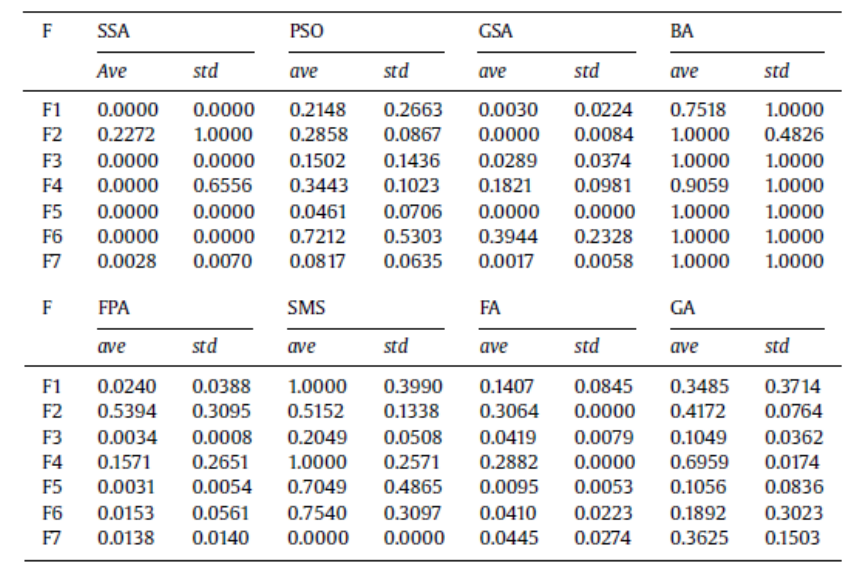 F SSA PSO GSA BA
Ave std ave std ave std ave std
F1 0.0000 0.0000 0.2148 0.2663 0.0030 0.0224 0.7518 1.0000
F2 0.2272 1.0000 0.2858 0.0867 0.0000 0.0084 1.0000 0.4826
F3 0.0000 0.0000 0.1502 0.1436 0.0289 0.0374 1.0000 1.0000
F4 0.0000 0.6556 0.3443 0.1023 0.1821 0.0981 0.9059 1.0000
F5 0.0000 0.0000 0.0461 0.0706 0.0000 0.0000 1.0000 1.0000
F6 0.0000 0.0000 0.7212 0.5303 0.3944 0.2328 1.0000 1.0000
F7 0.0028 0.0070 0.0817 0.0635 0.0017 0.0058 1.0000 1.0000
F FPA SMS FA GA
ave std ave std ave std ave std
F1 0.0240 0.0388 1.0000 0.3990 0.1407 0.0845 0.3485 0.3714
F2 0.5394 0.3095 0.5152 0.1338 0.3064 0.0000 0.4172 0.0764
F3 0.0034 0.0008 0.2049 0.0508 0.0419 0.0079 0.1049 0.0362
F4 0.1571 0.2651 1.0000 0.2571 0.2882 0.0000 0.6959 0.0174
F5 0.0031 0.0054 0.7049 0.4865 0.0095 0.0053 0.1056 0.0836
F6 0.0153 0.0561 0.7540 0.3097 0.0410 0.0223 0.1892 0.3023
F7 0.0138 0.0140 0.0000 0.0000 0.0445 0.0274 0.3625 0.1503